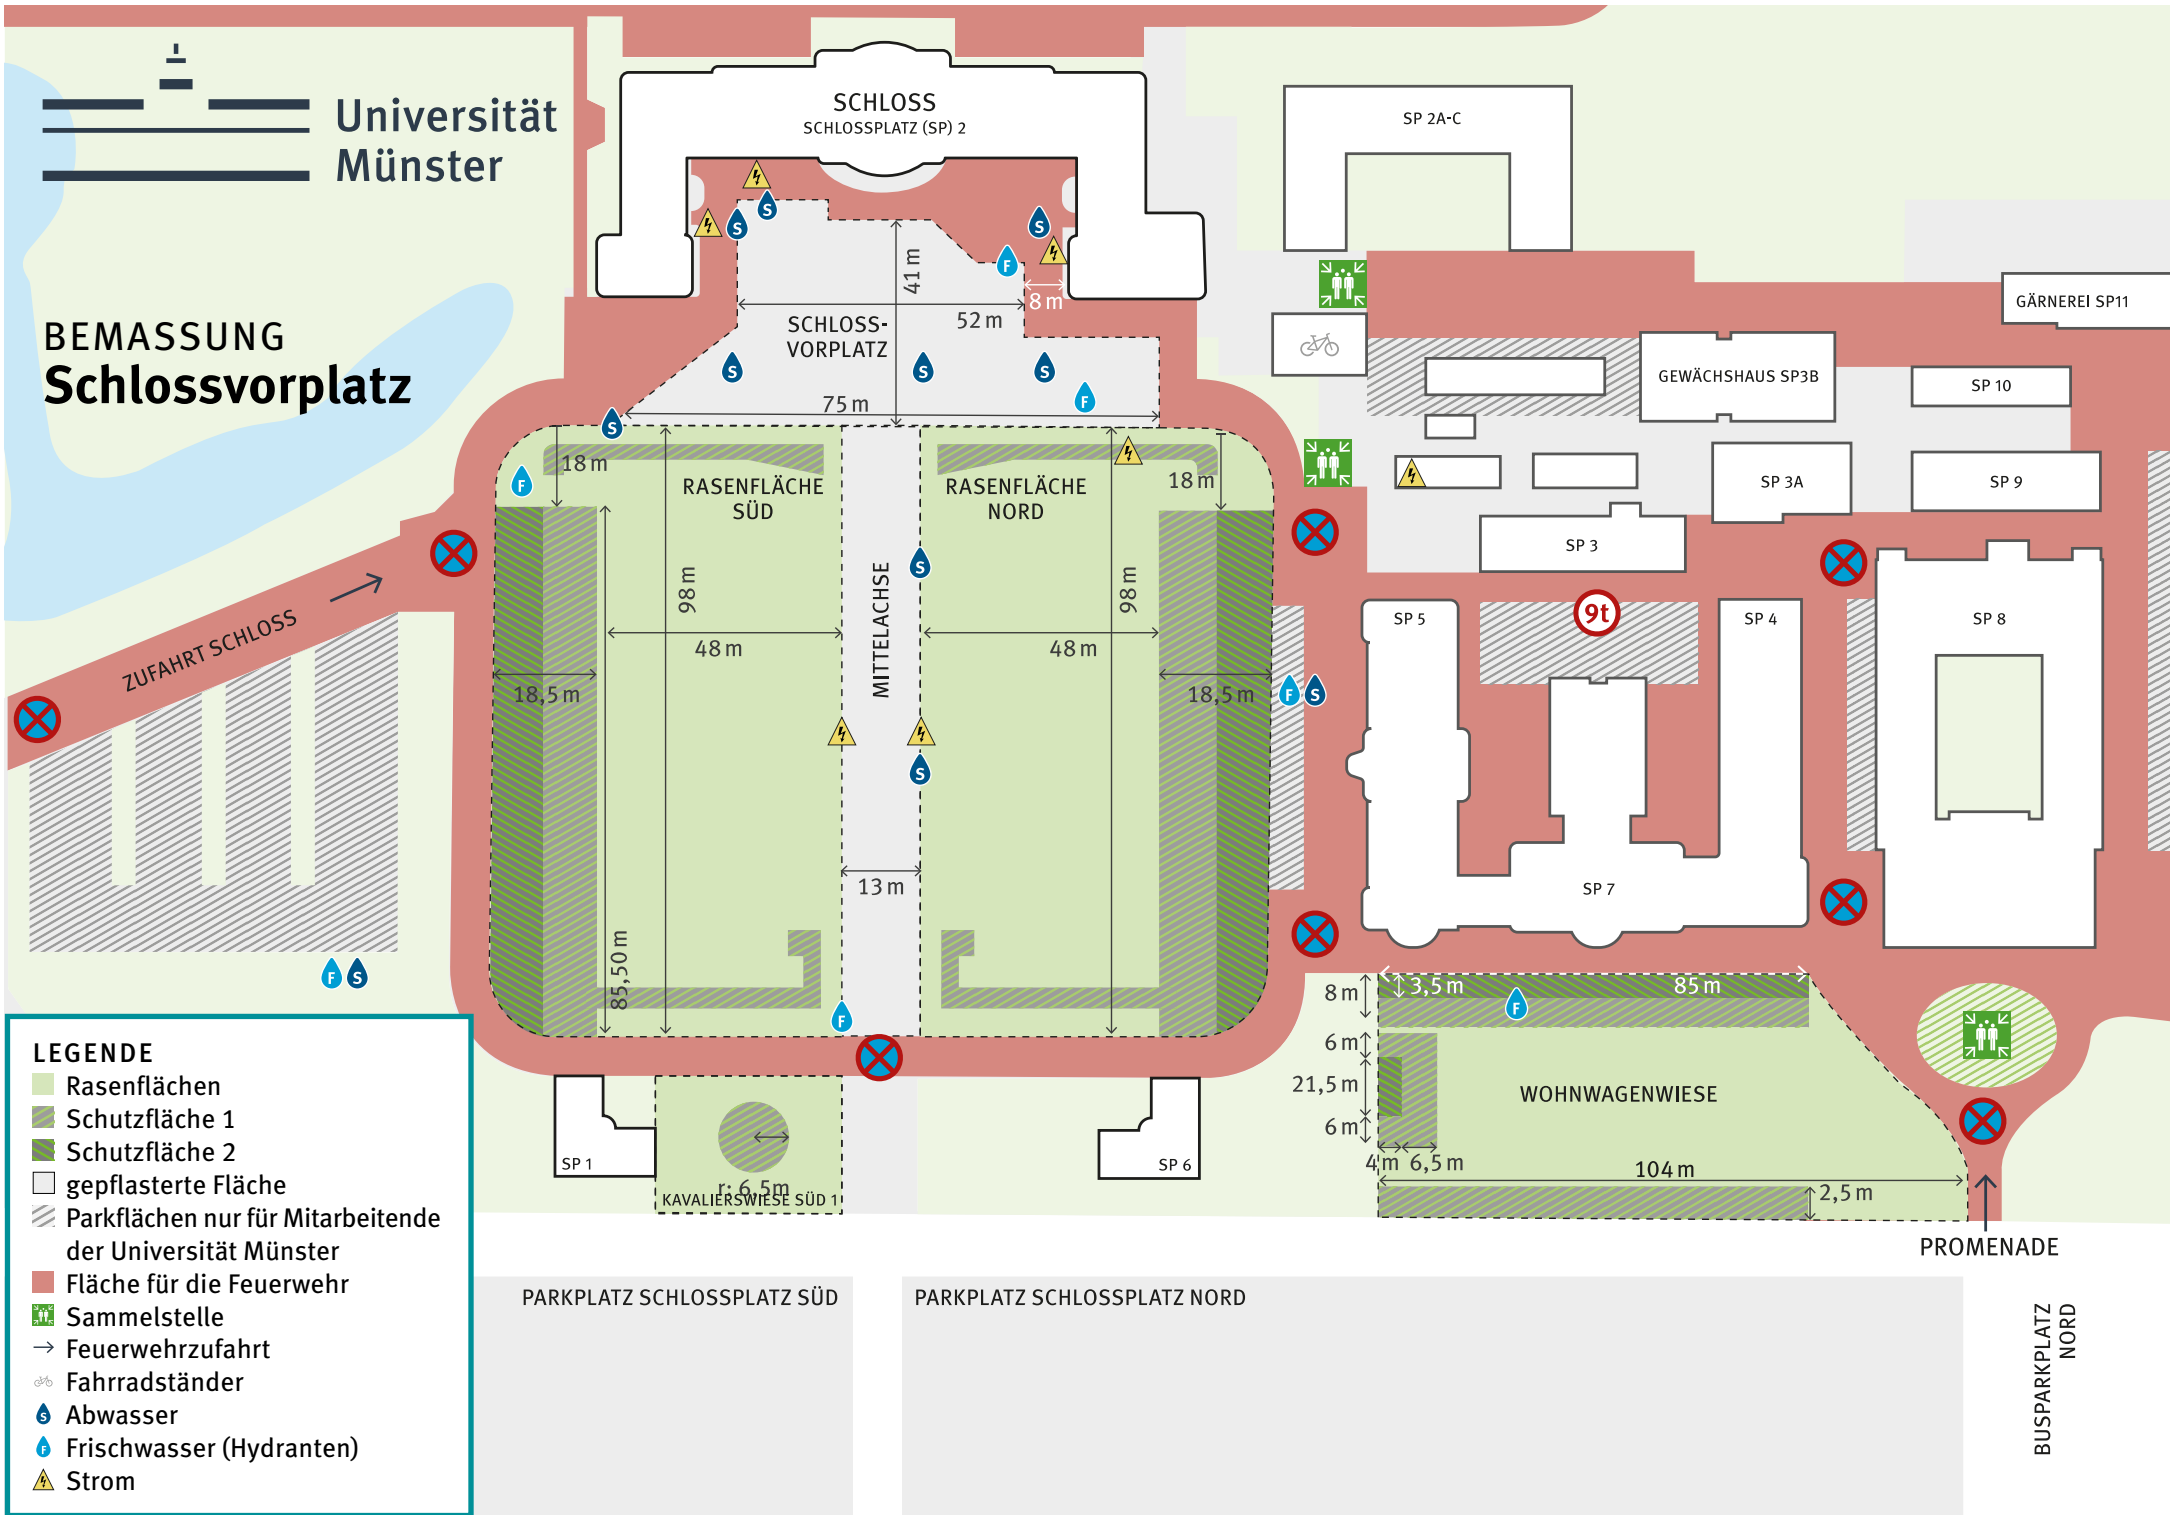 Universität
Münster
BEMASSUNG
Schlossvorplatz
SCHLOSS
SCHLOSSPLATZ (SP) 2
SP 2A-C
GÄRNEREI SP11
41 m
8 m
52 m
SCHLOSS-
VORPLATZ
GEWÄCHSHAUS SP3B
SP 10
75 m
18 m
RASENFLÄCHE
SÜD
RASENFLÄCHE
NORD
18 m
SP 3A
SP 9
SP 3
98 m
MITTELACHSE
98 m
9t
SP 5
SP 4
SP 8
ZUFAHRT SCHLOSS
48 m
48 m
18,5 m
18,5 m
13 m
SP 7
85,50 m
8 m
3,5 m
85 m
6 m
21,5 m
6 m
WOHNWAGENWIESE
4 m
6,5 m
104 m
2,5 m
SP 1
r: 6,5m
KAVALIERSWIESE SÜD 1
SP 6
PROMENADE
PARKPLATZ SCHLOSSPLATZ SÜD
PARKPLATZ SCHLOSSPLATZ NORD
BUSPARKPLATZ
NORD
LEGENDE
Rasenflächen
Schutzfläche 1
Schutzfläche 2
gepflasterte Fläche
Parkflächen nur für Mitarbeitende
der Universität Münster
Fläche für die Feuerwehr
Sammelstelle
Feuerwehrzufahrt
Fahrradständer
S Abwasser
F Frischwasser (Hydranten)
Strom